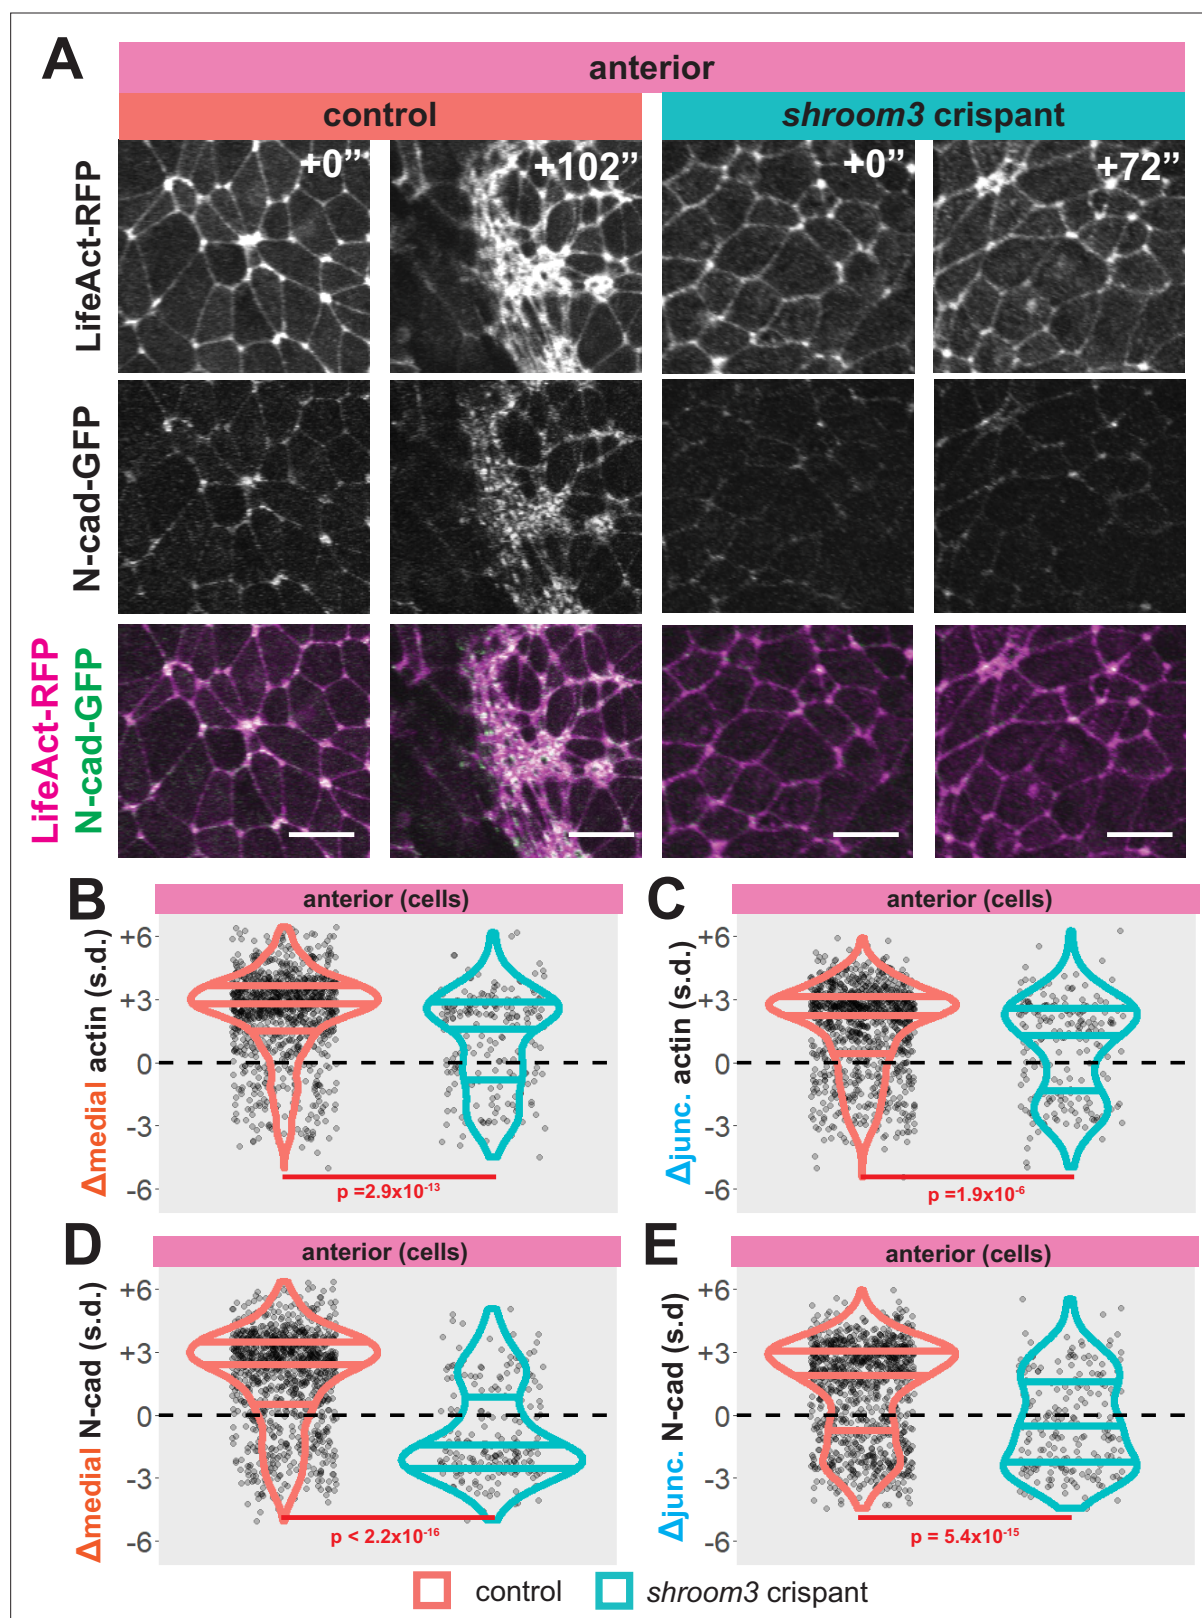 A
anterior
control
shroom3 crispant
LifeAct-RFP
+0”
+102”
+0”
+72”
N-cad-GFP
LifeAct-RFP
N-cad-GFP
B
anterior (cells)
Δmedial actin (s.d.)
+6
+3
0
-3
-6
p =2.9x10⁻¹³
C
anterior (cells)
Δjunc. actin (s.d.)
+6
+3
0
-3
-6
p =1.9x10⁻⁶
D
anterior (cells)
Δmedial N-cad (s.d.)
+6
+3
0
-3
-6
p < 2.2x10⁻¹⁶
E
anterior (cells)
Δjunc. N-cad (s.d)
+6
+3
0
-3
-6
p = 5.4x10⁻¹⁵
control
shroom3 crispant